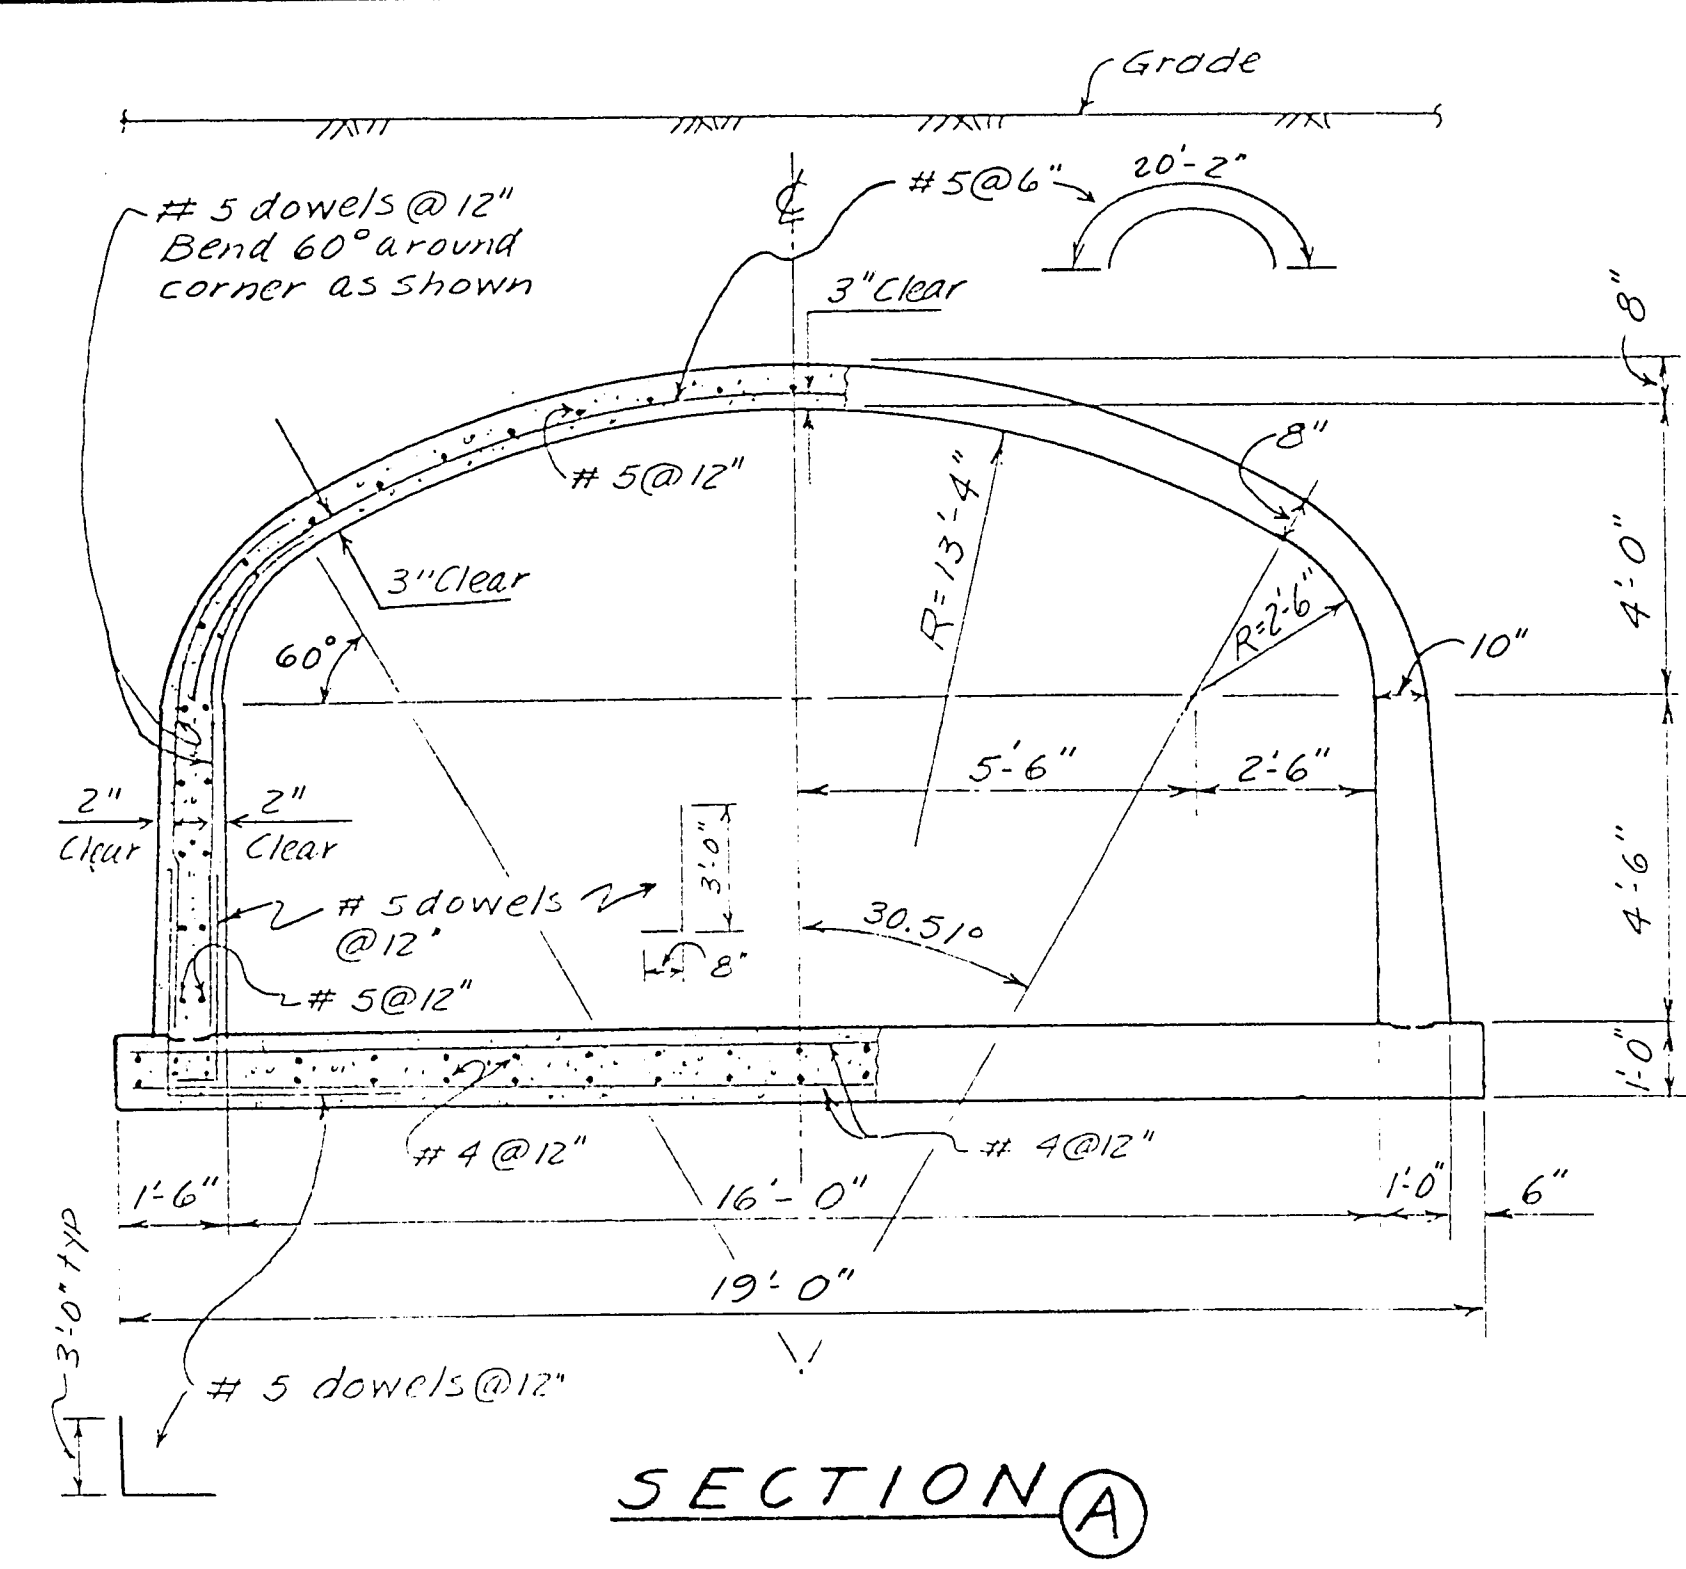 Grade
20'-2"
# 5 @ 6"
# 5 dowels @ 12"
Bend 60° around
corner as shown
℄
3" Clear
8"
8"
# 5 @ 12"
R=13'-4"
4'-0"
3" Clear
60°
R=2'-6"
10"
5'-6"
2'-6"
2"
Clear
2"
Clear
3'-0"
4'-6"
# 5 dowels
@ 12"
30.51°
8"
# 5 @ 12"
1'-0"
# 4 @ 12"
# 4 @ 12"
1'-6"
16'-0"
1'-0"
6"
19'-0"
3'-0" typ
# 5 dowels @ 12"
SECTION A